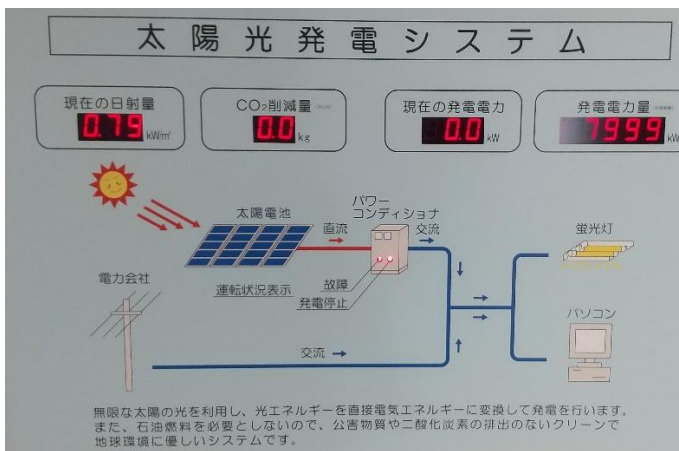 太陽光発電システム
現在の日射量
0.79 kW/㎡
CO₂削減量
0.0 kg
現在の発電電力
0.0 kW
発電電力量
7999 kW
太陽電池
パワー
コンディショナ
直流
交流
蛍光灯
電力会社
運転状況表示
故障
発電停止
パソコン
交流
無限な太陽の光を利用し、光エネルギーを直接電気エネルギーに変換して発電を行います。
また、石油燃料を必要としないので、公害物質や二酸化炭素の排出のないクリーンで
地球環境に優しいシステムです。